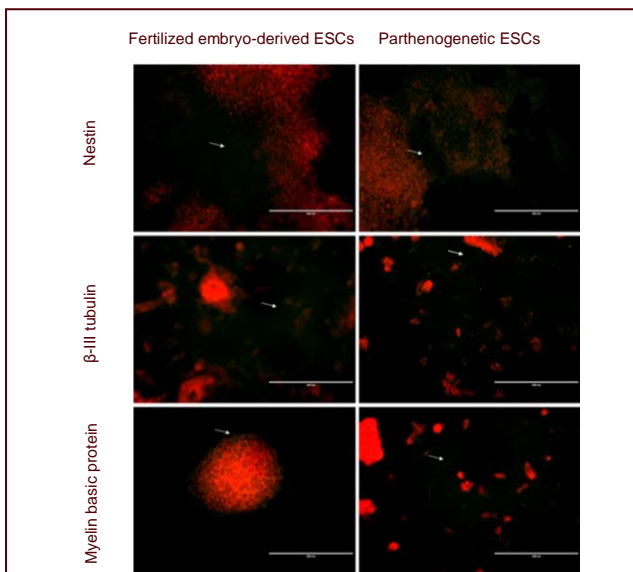 Fertilized embryo-derived ESCs Parthenogenetic ESCs
Nestin
β-III tubulin
Myelin basic protein